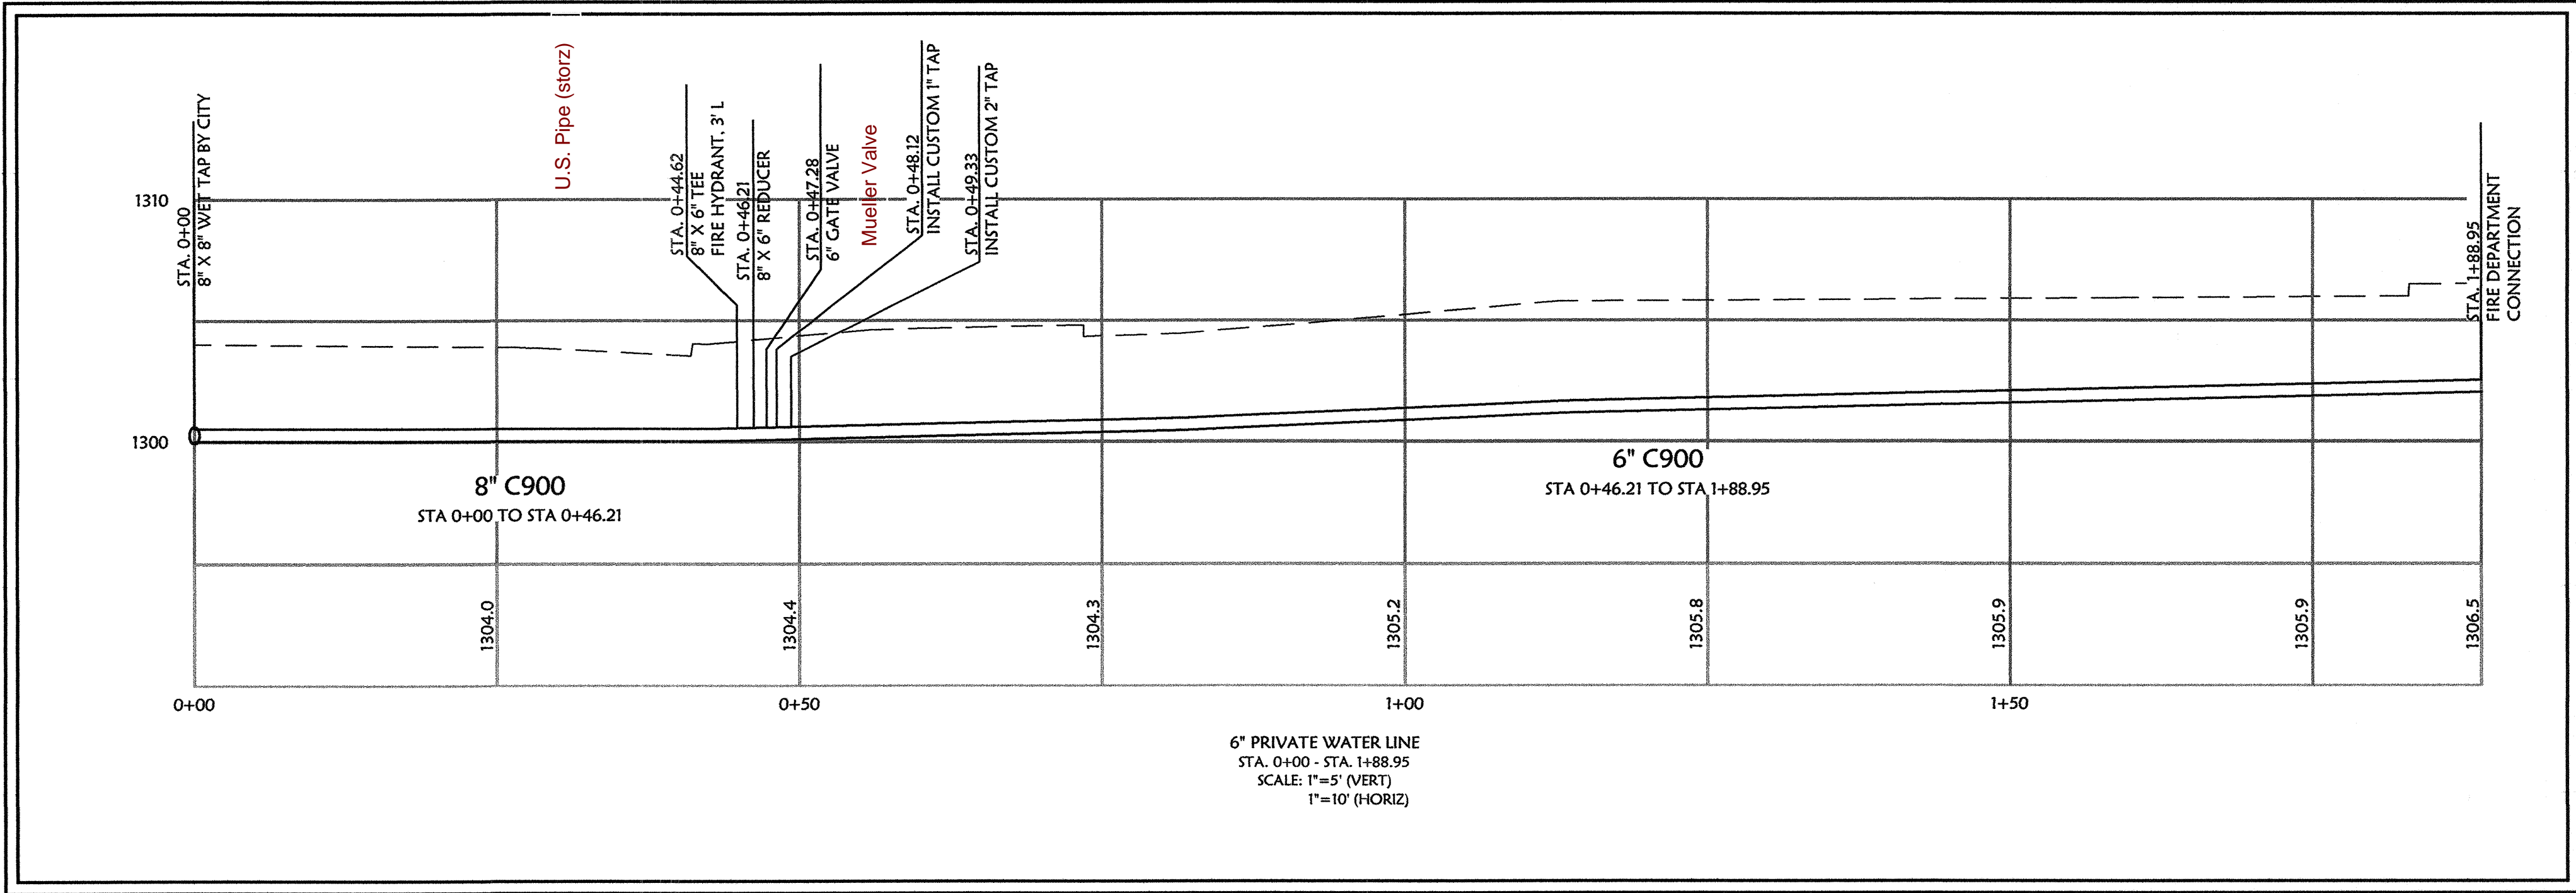 STA. 0+00
8" X 8" WET TAP BY CITY
U.S. Pipe (storz)
STA. 0+44.62
8" X 6" TEE
FIRE HYDRANT, 3' L
STA. 0+46.21
8" X 6" REDUCER
STA. 0+47.28
6" GATE VALVE
Mueller Valve
STA. 0+48.12
INSTALL CUSTOM 1" TAP
STA. 0+49.33
INSTALL CUSTOM 2" TAP
STA. 1+88.95
FIRE DEPARTMENT
CONNECTION
1310
1300
8" C900
STA 0+00 TO STA 0+46.21
6" C900
STA 0+46.21 TO STA 1+88.95
1304.0
1304.4
1304.3
1305.2
1305.8
1305.9
1305.9
1306.5
0+00
0+50
1+00
1+50
6" PRIVATE WATER LINE
STA. 0+00 - STA. 1+88.95
SCALE: 1"=5' (VERT)
1"=10' (HORIZ)